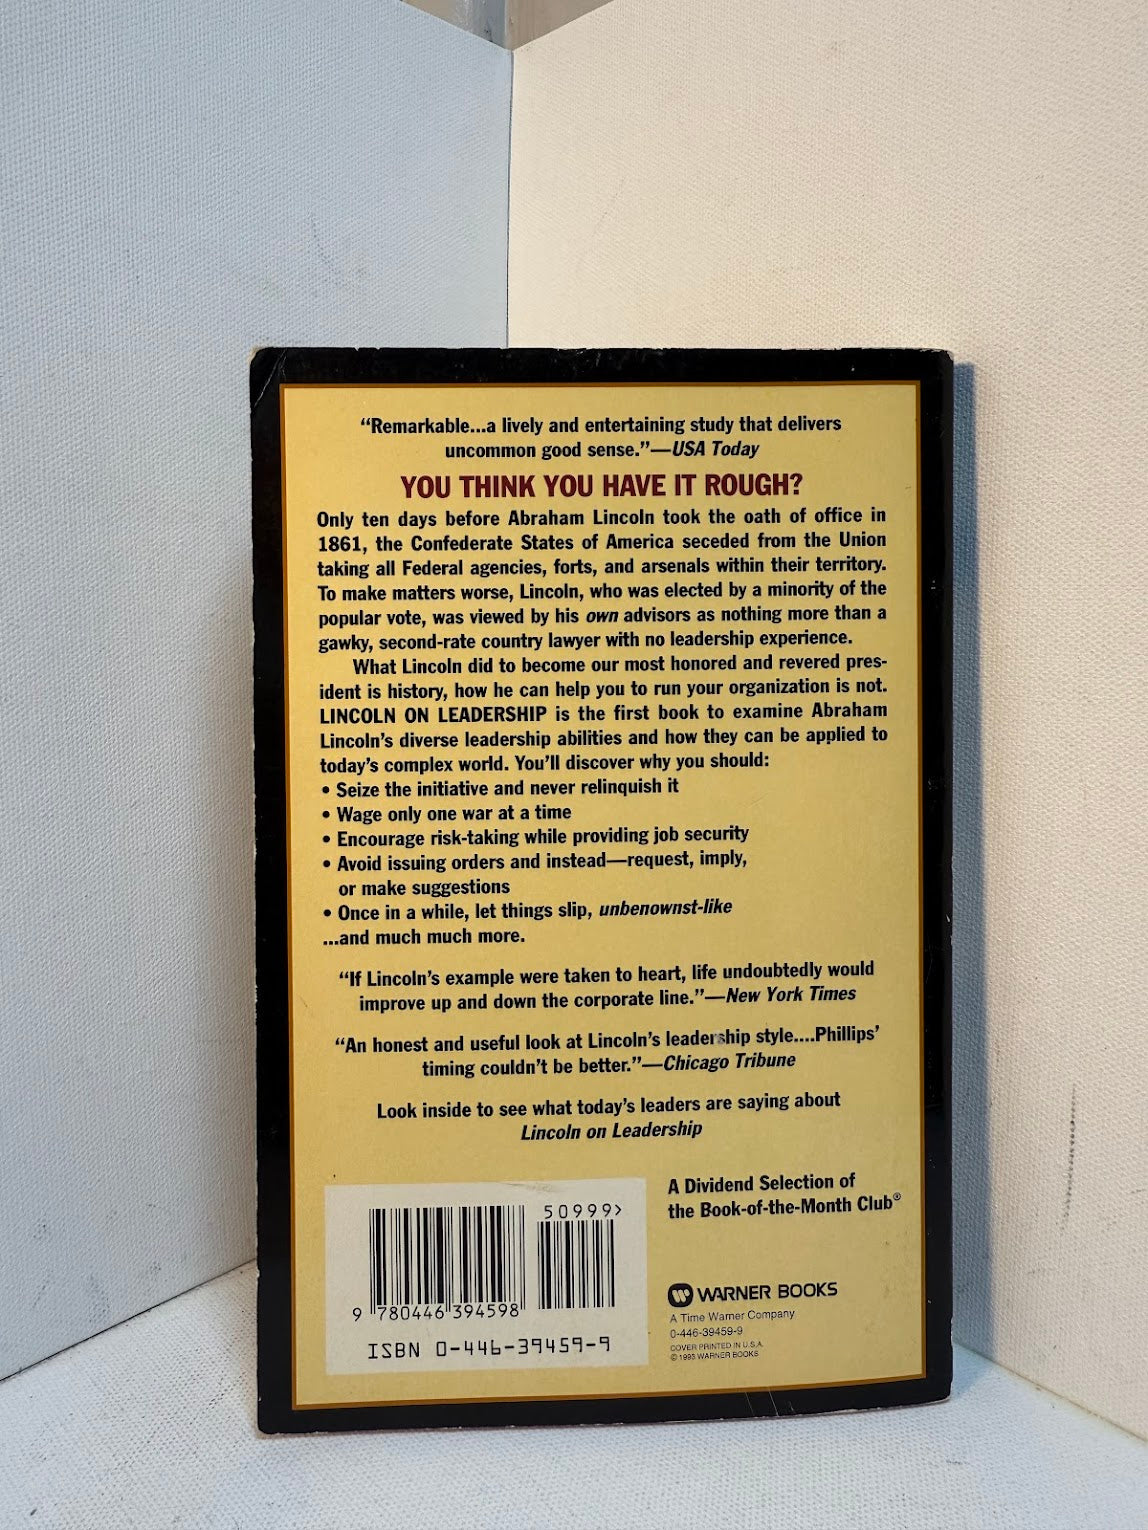 “Remarkable...a lively and entertaining study that delivers
uncommon good sense.”—USA Today
YOU THINK YOU HAVE IT ROUGH?
Only ten days before Abraham Lincoln took the oath of office in
1861, the Confederate States of America seceded from the Union
taking all Federal agencies, forts, and arsenals within their territory.
To make matters worse, Lincoln, who was elected by a minority of the
popular vote, was viewed by his own advisors as nothing more than a
gawky, second-rate country lawyer with no leadership experience.
What Lincoln did to become our most honored and revered pres-
ident is history, how he can help you to run your organization is not.
LINCOLN ON LEADERSHIP is the first book to examine Abraham
Lincoln’s diverse leadership abilities and how they can be applied to
today’s complex world. You’ll discover why you should:
• Seize the initiative and never relinquish it
• Wage only one war at a time
• Encourage risk-taking while providing job security
• Avoid issuing orders and instead—request, imply,
or make suggestions
• Once in a while, let things slip, unbenownst-like
...and much much more.
“If Lincoln’s example were taken to heart, life undoubtedly would
improve up and down the corporate line.”—New York Times
“An honest and useful look at Lincoln’s leadership style....Phillips’
timing couldn’t be better.”—Chicago Tribune
Look inside to see what today’s leaders are saying about
Lincoln on Leadership
A Dividend Selection of
the Book-of-the-Month Club®
50999>
9 780446 394598
ISBN 0-446-39459-9
WARNER BOOKS
A Time Warner Company
0-446-39459-9
COVER PRINTED IN U.S.A.
© 1993 WARNER BOOKS